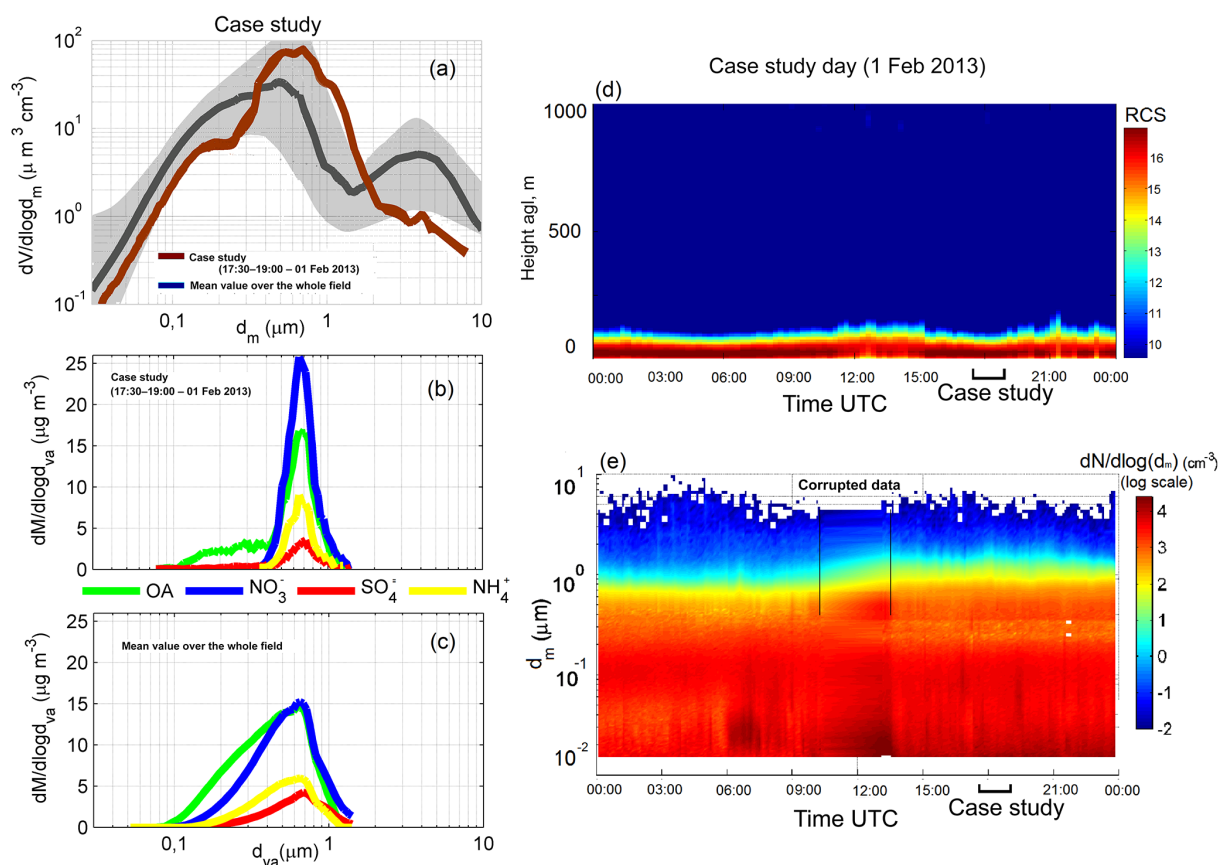 Case study
(a)
10^2
10^1
10^0
10^-1
dV/dlogd_m (μ m^3 cm^-3)
Case study
(17:30–19:00 – 01 Feb 2013)
Mean value over the whole field
0,1
1
10
d_m (μm)
(b)
Case study
(17:30–19:00 – 01 Feb 2013)
25
20
15
10
5
0
dM/dlogd_va (μg m^-3)
OA
NO_3^-
SO_4^=
NH_4^+
(c)
Mean value over the whole field
25
20
15
10
5
0
dM/dlogd_va (μg m^-3)
0,1
1
10
d_va (μm)
Case study day (1 Feb 2013)
(d)
RCS
1000
500
0
Height agl, m
16
15
14
13
12
11
10
00:00 03:00 06:00 09:00 12:00 15:00 21:00 00:00
Case study
Time UTC
(e)
dN/dlog(d_m) (cm^-3)
(log scale)
Corrupted data
10^1
10^0
10^-1
10^-2
d_m (μm)
4
3
2
1
0
-1
-2
00:00 03:00 06:00 09:00 12:00 15:00 21:00 00:00
Case study
Time UTC